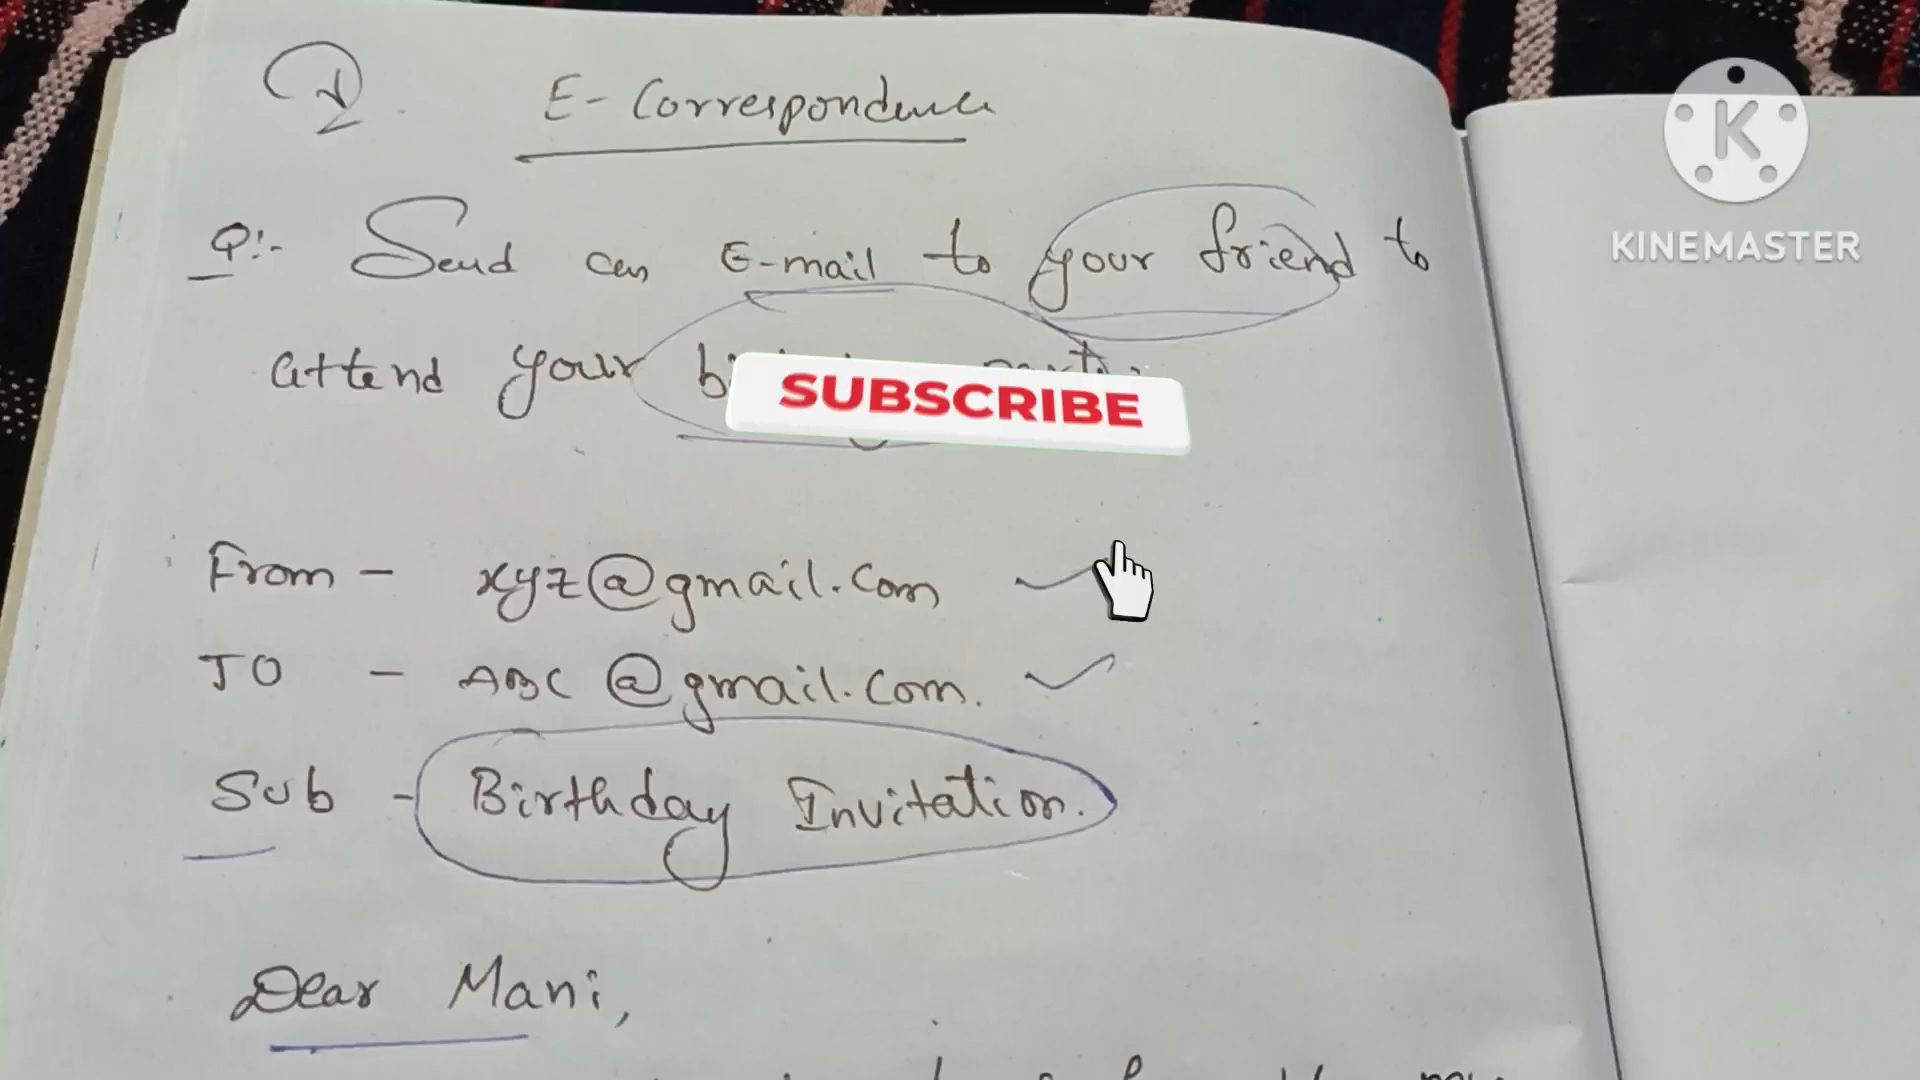 E-Correspondence
Q:- Send an E-mail to your friend to
attend your
SUBSCRIBE
From - xyz@gmail.com
TO - ABC @gmail.com.
Sub - Birthday Invitation.
Dear Mani,
K
KINEMASTER